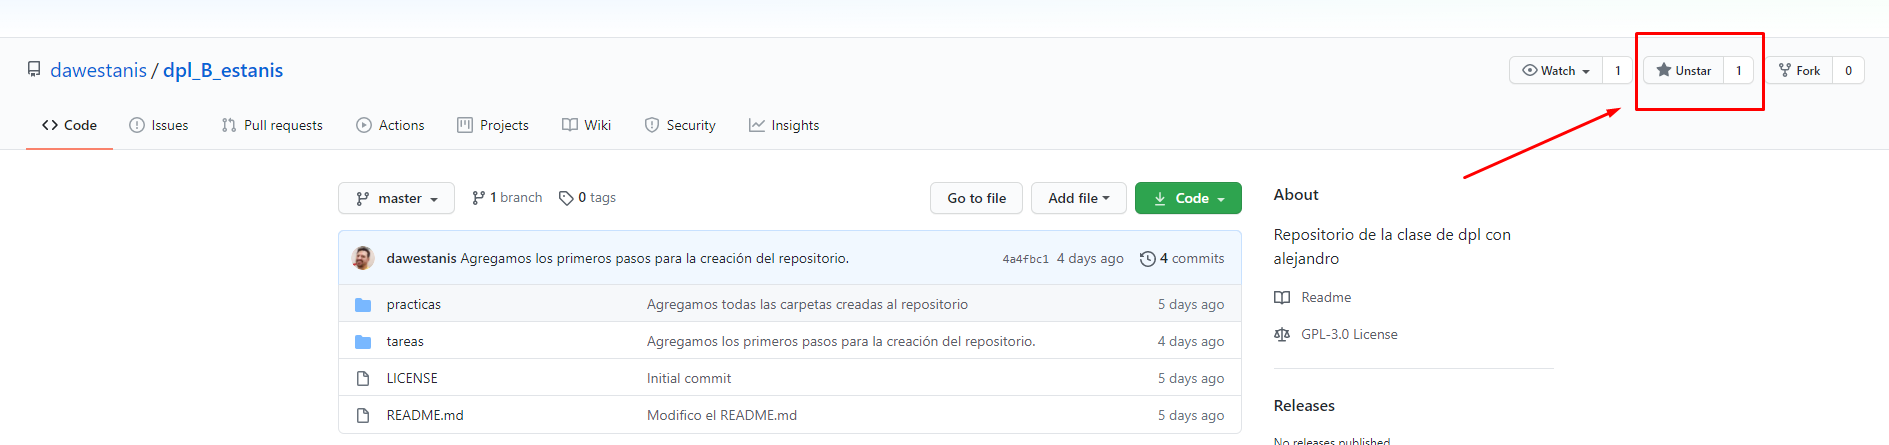 dawestanis / dpl_B_estanis
Watch 1 Unstar 1 Fork 0
Code Issues Pull requests Actions Projects Wiki Security Insights
master 1 branch 0 tags Go to file Add file Code
dawestanis Agregamos los primeros pasos para la creación del repositorio. 4a4fbc1 4 days ago 4 commits
practicas Agregamos todas las carpetas creadas al repositorio 5 days ago
tareas Agregamos los primeros pasos para la creación del repositorio. 4 days ago
LICENSE Initial commit 5 days ago
README.md Modifico el README.md 5 days ago
About
Repositorio de la clase de dpl con
alejandro
Readme
GPL-3.0 License
Releases
No releases published